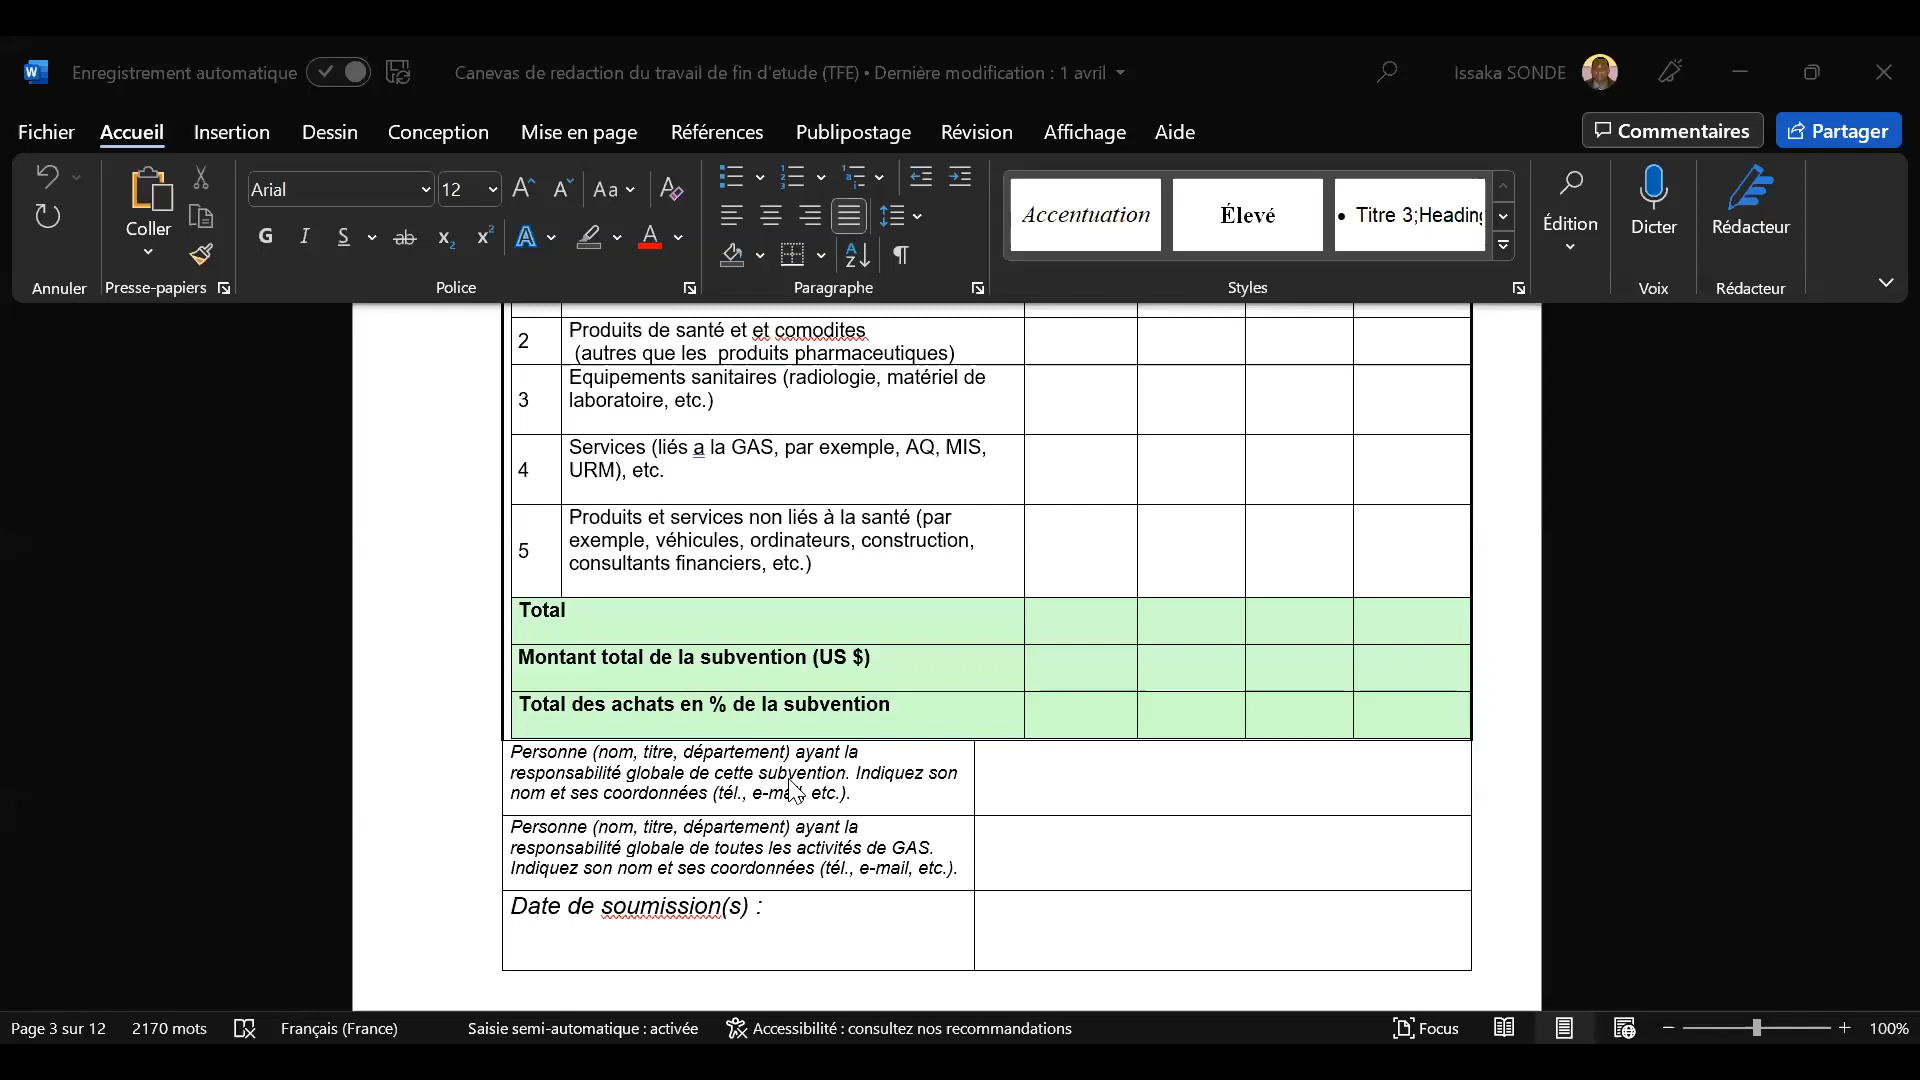 Enregistrement automatique
Canevas de redaction du travail de fin d'etude (TFE) • Dernière modification : 1 avril
Issaka SONDE
Fichier Accueil Insertion Dessin Conception Mise en page Références Publipostage Révision Affichage Aide
Commentaires Partager
Arial 12
Coller
G I S ab
Accentuation
Élevé
• Titre 3;Heading
Édition
Dicter
Rédacteur
Annuler Presse-papiers Police Paragraphe Styles Voix Rédacteur
2 Produits de santé et et comodites
(autres que les produits pharmaceutiques)
3 Equipements sanitaires (radiologie, matériel de
laboratoire, etc.)
4 Services (liés a la GAS, par exemple, AQ, MIS,
URM), etc.
5 Produits et services non liés à la santé (par
exemple, véhicules, ordinateurs, construction,
consultants financiers, etc.)
Total
Montant total de la subvention (US $)
Total des achats en % de la subvention
Personne (nom, titre, département) ayant la
responsabilité globale de cette subvention. Indiquez son
nom et ses coordonnées (tél., e-mail, etc.).
Personne (nom, titre, département) ayant la
responsabilité globale de toutes les activités de GAS.
Indiquez son nom et ses coordonnées (tél., e-mail, etc.).
Date de soumission(s) :
Page 3 sur 12 2170 mots Français (France) Saisie semi-automatique : activée Accessibilité : consultez nos recommandations Focus 100%